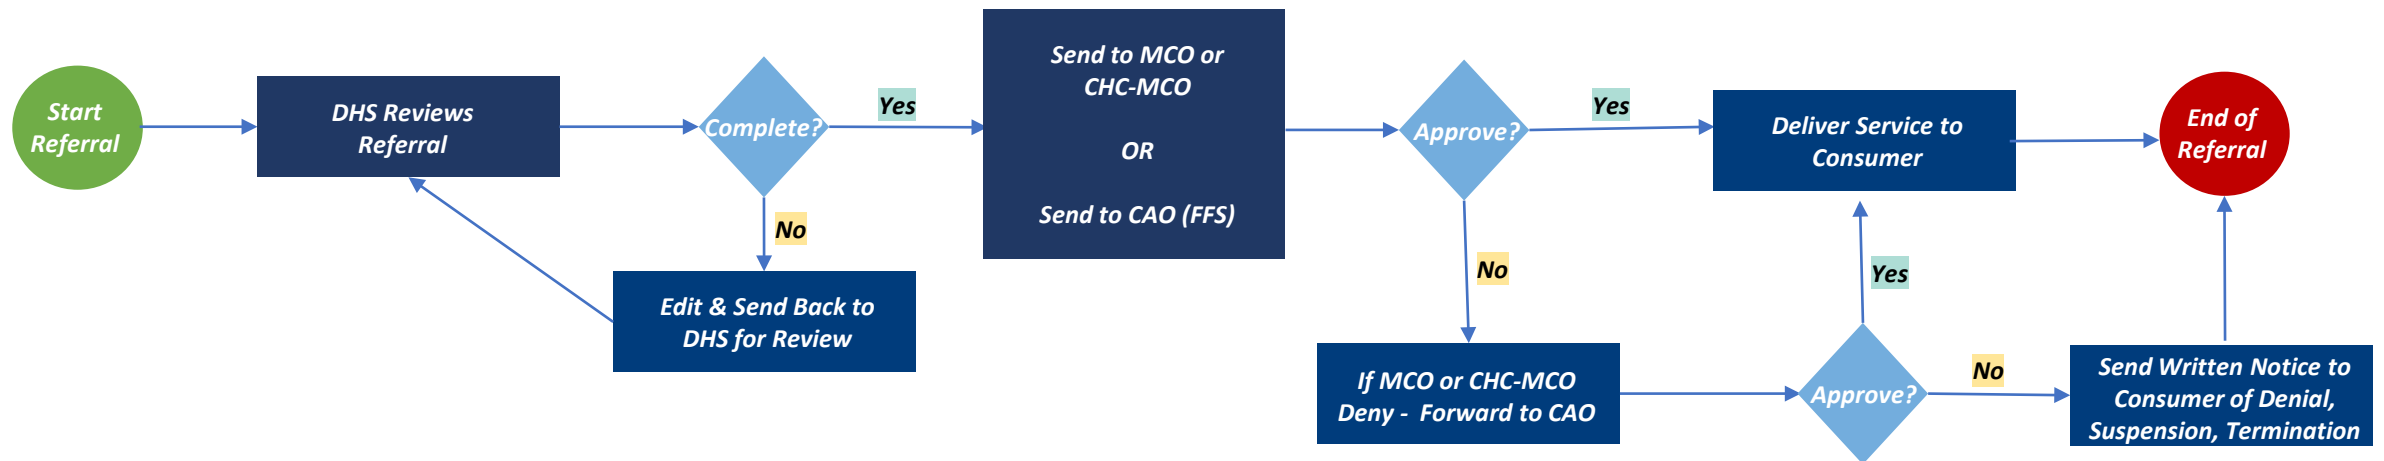 Start
Referral
DHS Reviews
Referral
Complete?
Yes
No
Edit & Send Back to
DHS for Review
Send to MCO or
CHC-MCO
OR
Send to CAO (FFS)
Approve?
Yes
No
Deliver Service to
Consumer
End of
Referral
If MCO or CHC-MCO
Deny -  Forward to CAO
Approve?
Yes
No
Send Written Notice to
Consumer of Denial,
Suspension, Termination